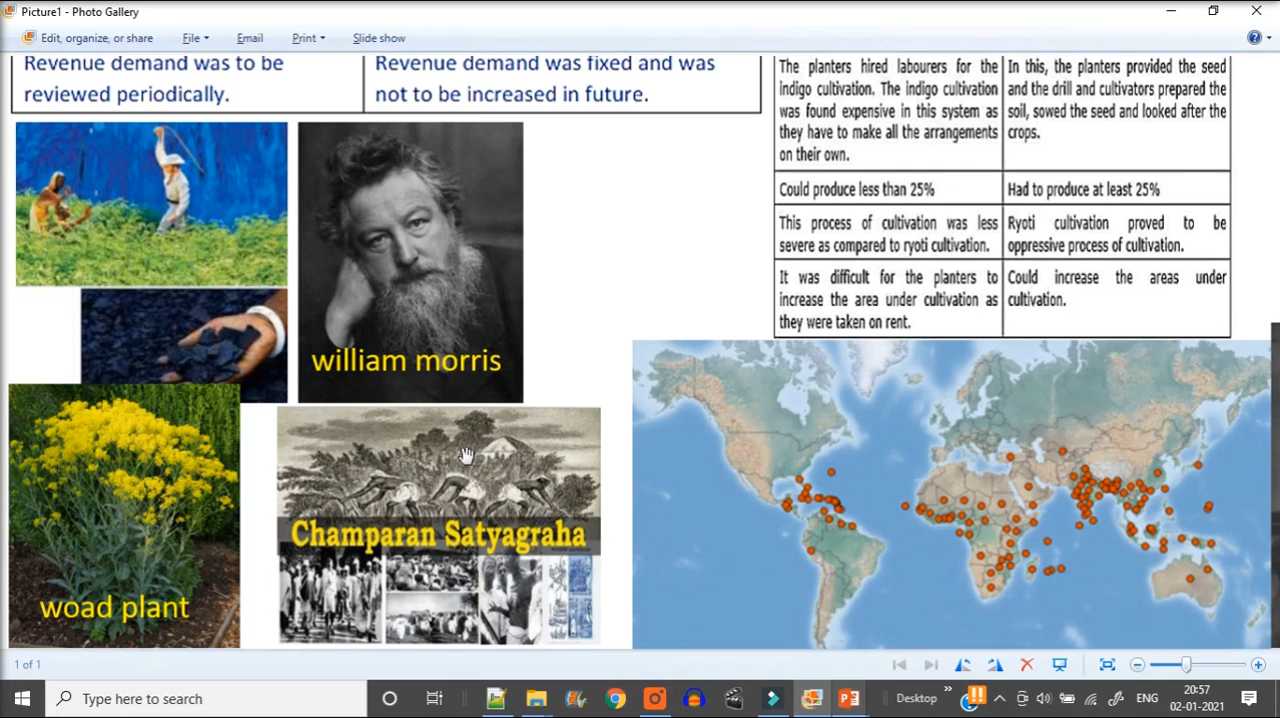 Picture1 - Photo Gallery
Edit, organize, or share
File
Email
Print
Slide show
Revenue demand was to be
reviewed periodically.
Revenue demand was fixed and was
not to be increased in future.
The planters hired labourers for the
indigo cultivation. The indigo cultivation
was found expensive in this system as
they have to make all the arrangements
on their own.
In this, the planters provided the seed
and the drill and cultivators prepared the
soil, sowed the seed and looked after the
crops.
Could produce less than 25%
Had to produce at least 25%
This process of cultivation was less
severe as compared to ryoti cultivation.
Ryoti cultivation proved to be
oppressive process of cultivation.
It was difficult for the planters to
increase the area under cultivation as
they were taken on rent.
Could increase the areas under
cultivation.
william morris
woad plant
Champaran Satyagraha
1 of 1
Type here to search
Desktop
ENG
20:57
02-01-2021